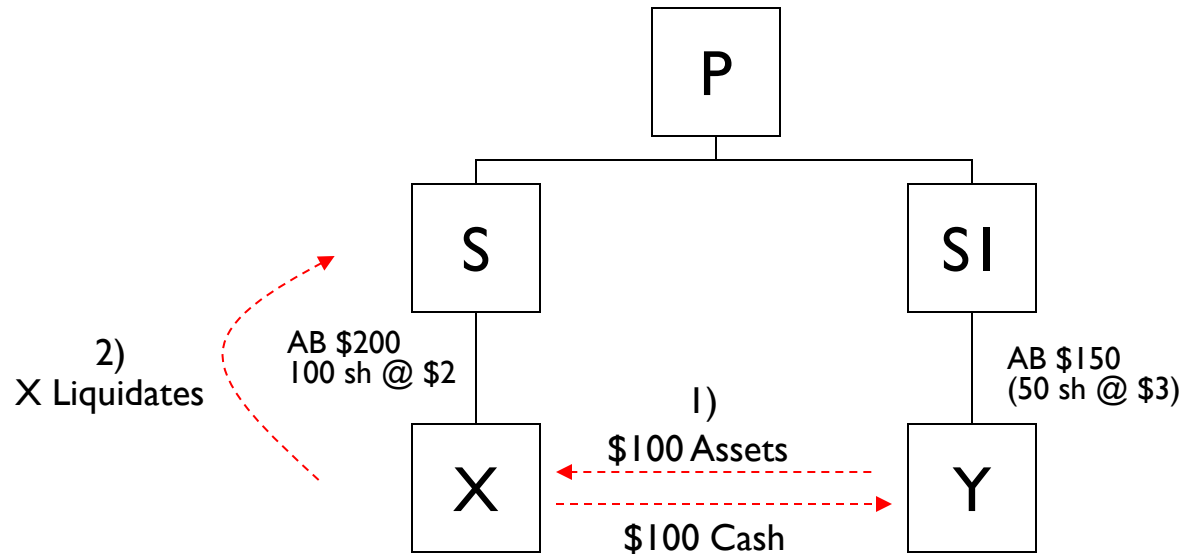 P
S
S1
AB $200
100 sh @ $2
2)
X Liquidates
AB $150
(50 sh @ $3)
1)
$100 Assets
X
Y
$100 Cash